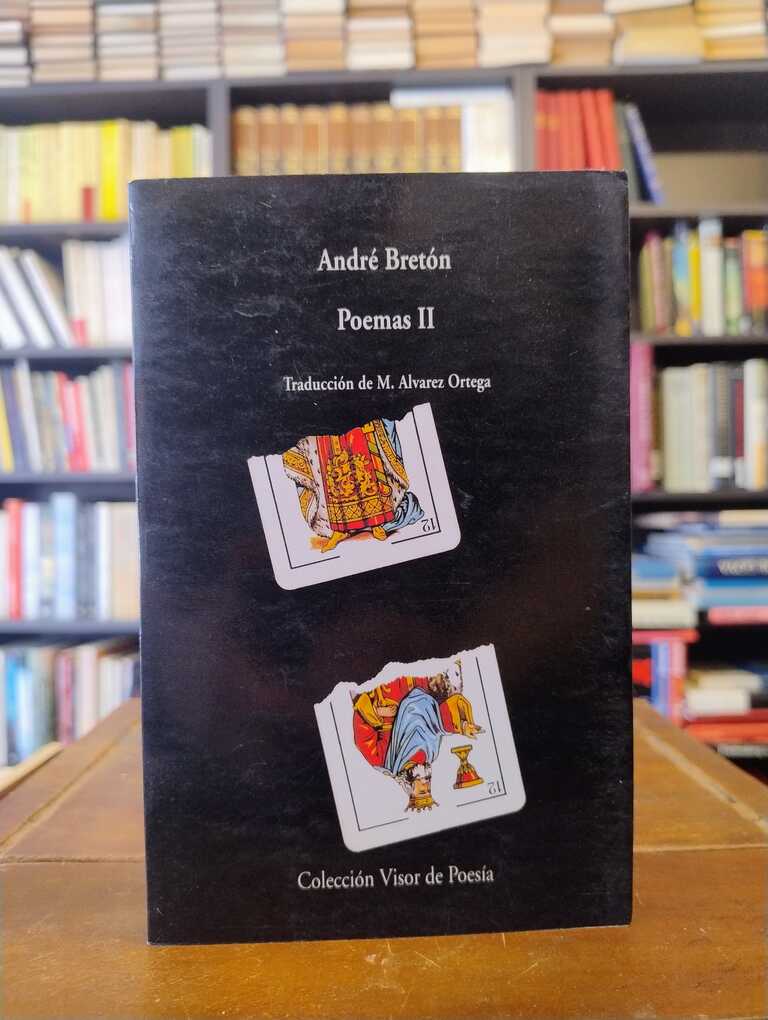 André Bretón
Poemas II
Traducción de M. Alvarez Ortega
12
12
Colección Visor de Poesía